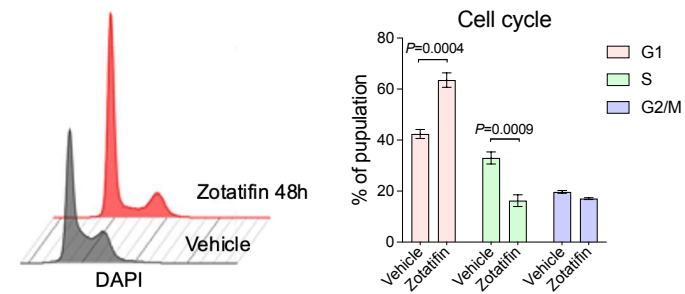 Zotatifin 48h
Vehicle
DAPI
Cell cycle
% of pupulation
80
60
40
20
0
P=0.0004
P=0.0009
Vehicle
Zotatifin
Vehicle
Zotatifin
Vehicle
Zotatifin
G1
S
G2/M